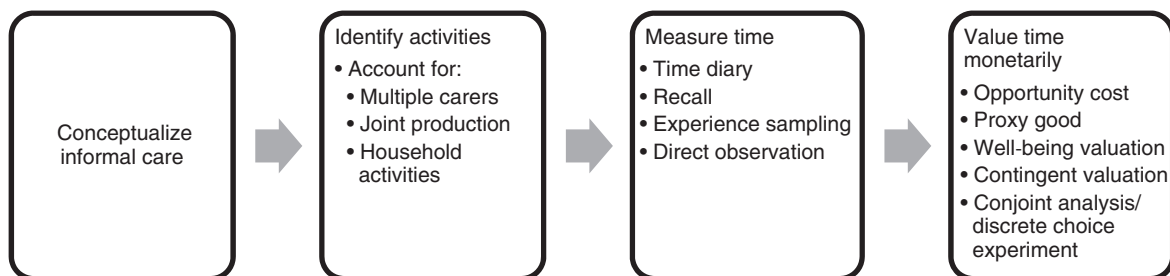 Conceptualize
informal care
Identify activities
• Account for:
• Multiple carers
• Joint production
• Household
activities
Measure time
• Time diary
• Recall
• Experience sampling
• Direct observation
Value time
monetarily
• Opportunity cost
• Proxy good
• Well-being valuation
• Contingent valuation
• Conjoint analysis/
discrete choice
experiment